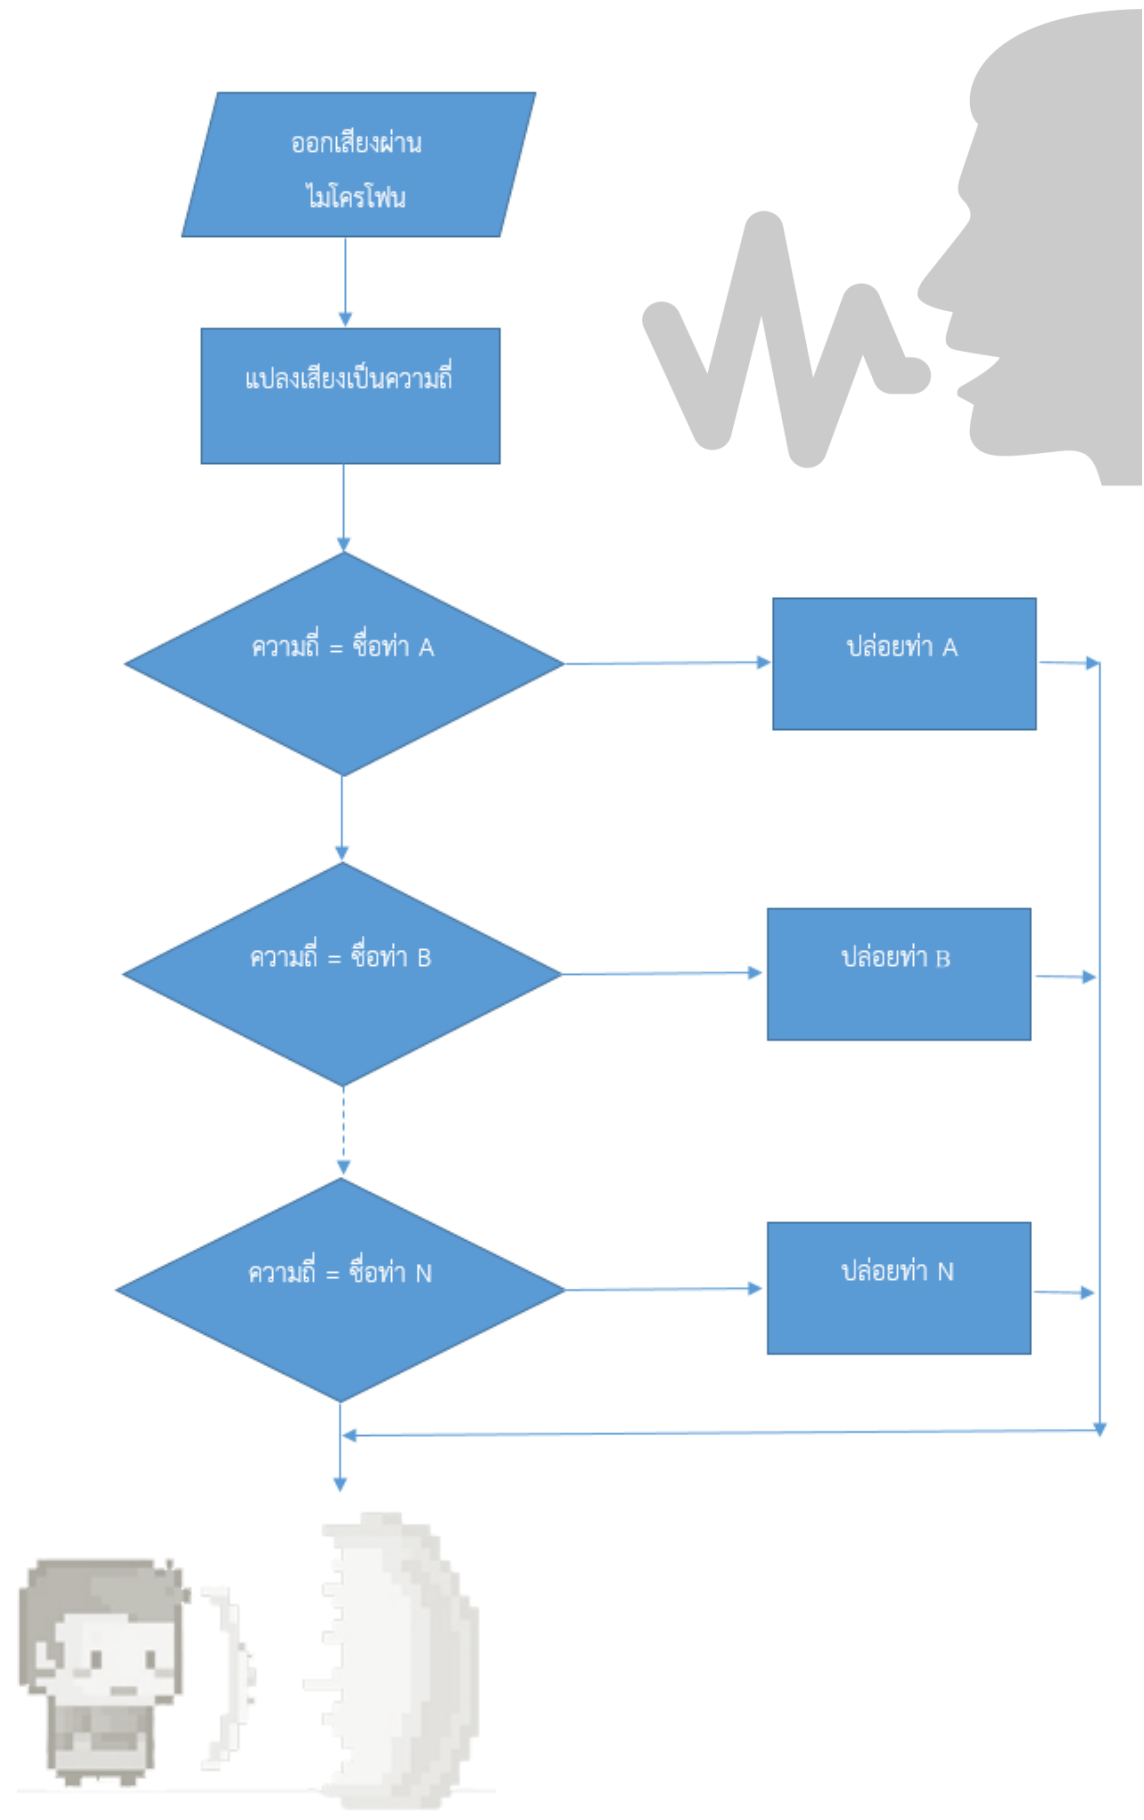 ออกเสียงผ่าน
ไมโครโฟน
แปลงเสียงเป็นความถี่
ความถี่ = ชื่อท่า A
ปล่อยท่า A
ความถี่ = ชื่อท่า B
ปล่อยท่า B
ความถี่ = ชื่อท่า N
ปล่อยท่า N